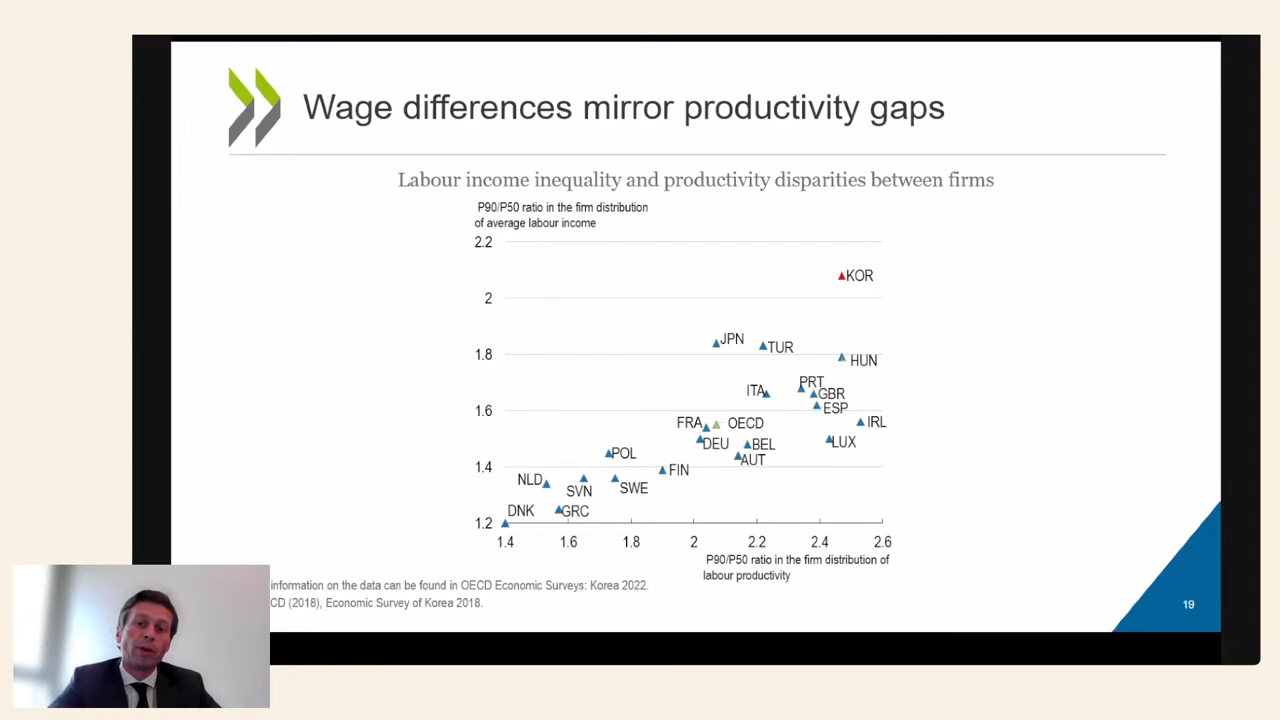 Wage differences mirror productivity gaps
Labour income inequality and productivity disparities between firms
P90/P50 ratio in the firm distribution
of average labour income
2.2
KOR
2
JPN
TUR
1.8
HUN
PRT
ITA
GBR
ESP
1.6
FRA
OECD
IRL
DEU
BEL
LUX
POL
AUT
1.4
FIN
NLD
SVN
SWE
DNK
GRC
1.2
1.4 1.6 1.8 2 2.2 2.4 2.6
P90/P50 ratio in the firm distribution of
labour productivity
information on the data can be found in OECD Economic Surveys: Korea 2022.
CD (2018), Economic Survey of Korea 2018.
19